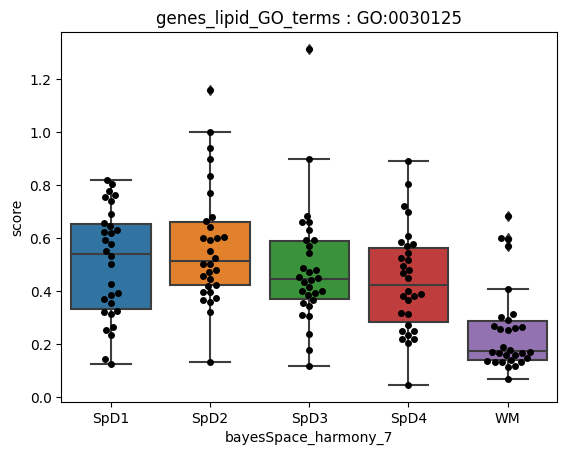 genes_lipid_GO_terms : GO:0030125
1.2
1.0
0.8
0.6
0.4
0.2
0.0
score
SpD1 SpD2 SpD3 SpD4 WM
bayesSpace_harmony_7